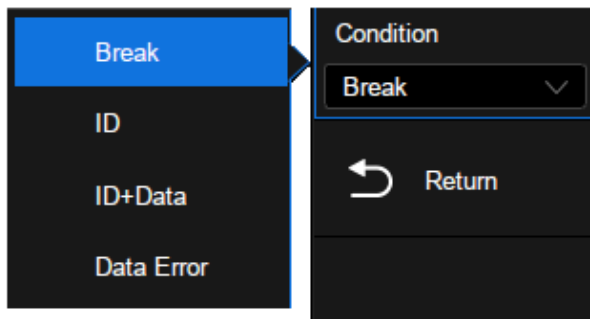 Break
ID
ID+Data
Data Error
Condition
Break
Return